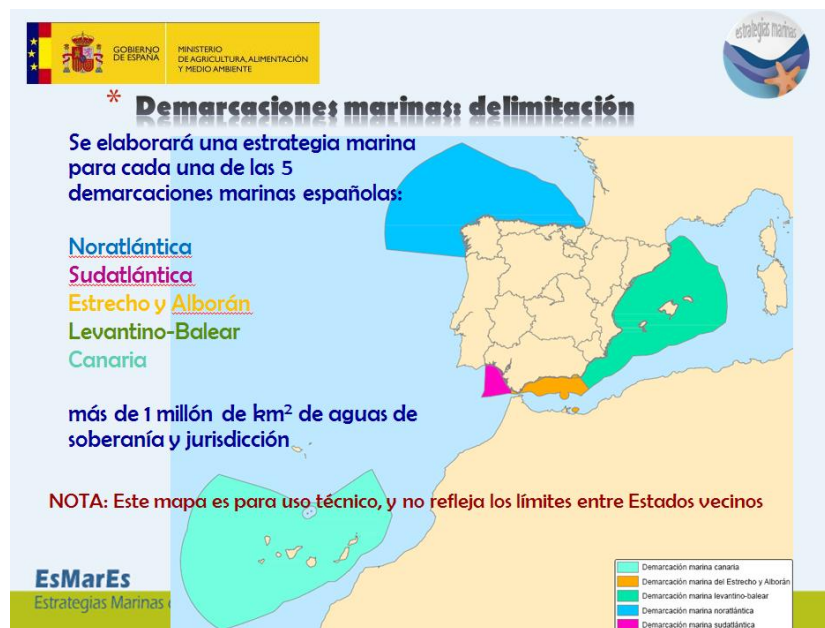 GOBIERNO
DE ESPAÑA
MINISTERIO
DE AGRICULTURA, ALIMENTACIÓN
Y MEDIO AMBIENTE
estrategias marinas
* Demarcaciones marinas: delimitación
Se elaborará una estrategia marina
para cada una de las 5
demarcaciones marinas españolas:
Noratlántica
Sudatlántica
Estrecho y Alborán
Levantino-Balear
Canaria
más de 1 millón de km² de aguas de
soberanía y jurisdicción
NOTA: Este mapa es para uso técnico, y no refleja los límites entre Estados vecinos
EsMarEs
Estrategias Marinas
Demarcación marina canaria
Demarcación marina del Estrecho y Alborán
Demarcación marina levantino-balear
Demarcación marina noratlántica
Demarcación marina sudatlántica